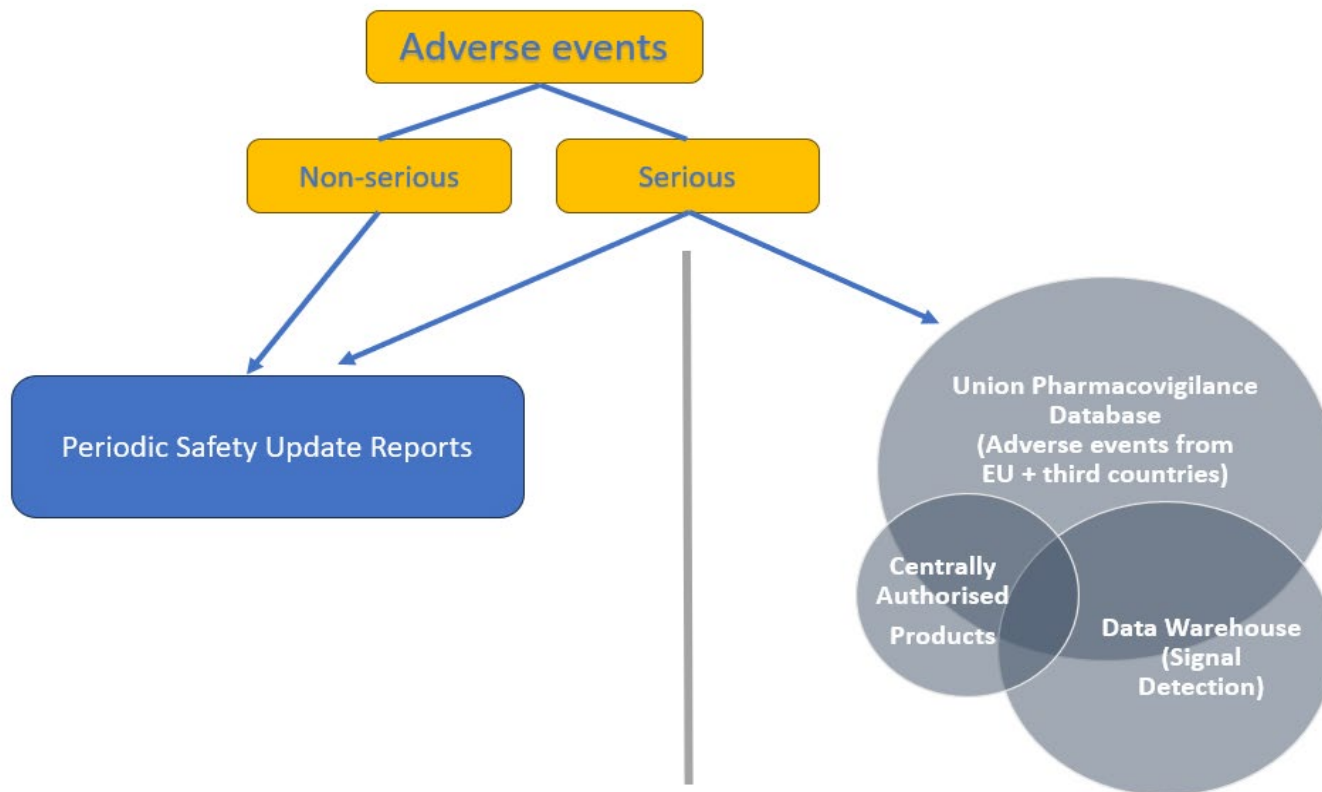 Adverse events
Non-serious
Serious
Periodic Safety Update Reports
Union Pharmacovigilance
Database
(Adverse events from
EU + third countries)
Centrally
Authorised
Products
Data Warehouse
(Signal
Detection)